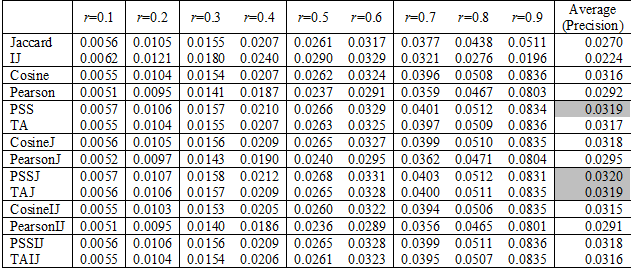 r=0.1 r=0.2 r=0.3 r=0.4 r=0.5 r=0.6 r=0.7 r=0.8 r=0.9 Average (Precision)
Jaccard 0.0056 0.0105 0.0155 0.0207 0.0261 0.0317 0.0377 0.0438 0.0511 0.0270
IJ 0.0062 0.0121 0.0180 0.0240 0.0290 0.0329 0.0321 0.0276 0.0196 0.0224
Cosine 0.0055 0.0104 0.0154 0.0207 0.0262 0.0324 0.0396 0.0508 0.0836 0.0316
Pearson 0.0051 0.0095 0.0141 0.0187 0.0237 0.0291 0.0359 0.0467 0.0803 0.0292
PSS 0.0057 0.0106 0.0157 0.0210 0.0266 0.0329 0.0401 0.0512 0.0834 0.0319
TA 0.0055 0.0104 0.0155 0.0207 0.0263 0.0325 0.0397 0.0509 0.0836 0.0317
CosineJ 0.0055 0.0105 0.0156 0.0209 0.0265 0.0327 0.0399 0.0510 0.0835 0.0318
PearsonJ 0.0052 0.0097 0.0143 0.0190 0.0240 0.0295 0.0362 0.0471 0.0804 0.0295
PSSJ 0.0057 0.0107 0.0158 0.0212 0.0268 0.0331 0.0403 0.0512 0.0831 0.0320
TAJ 0.0056 0.0106 0.0157 0.0209 0.0265 0.0328 0.0400 0.0511 0.0835 0.0319
CosineIJ 0.0055 0.0103 0.0153 0.0205 0.0260 0.0322 0.0394 0.0506 0.0835 0.0315
PearsonIJ 0.0051 0.0095 0.0140 0.0186 0.0236 0.0289 0.0356 0.0465 0.0801 0.0291
PSSIJ 0.0056 0.0106 0.0156 0.0209 0.0265 0.0328 0.0399 0.0511 0.0836 0.0318
TAIJ 0.0055 0.0104 0.0154 0.0206 0.0261 0.0323 0.0395 0.0507 0.0835 0.0316